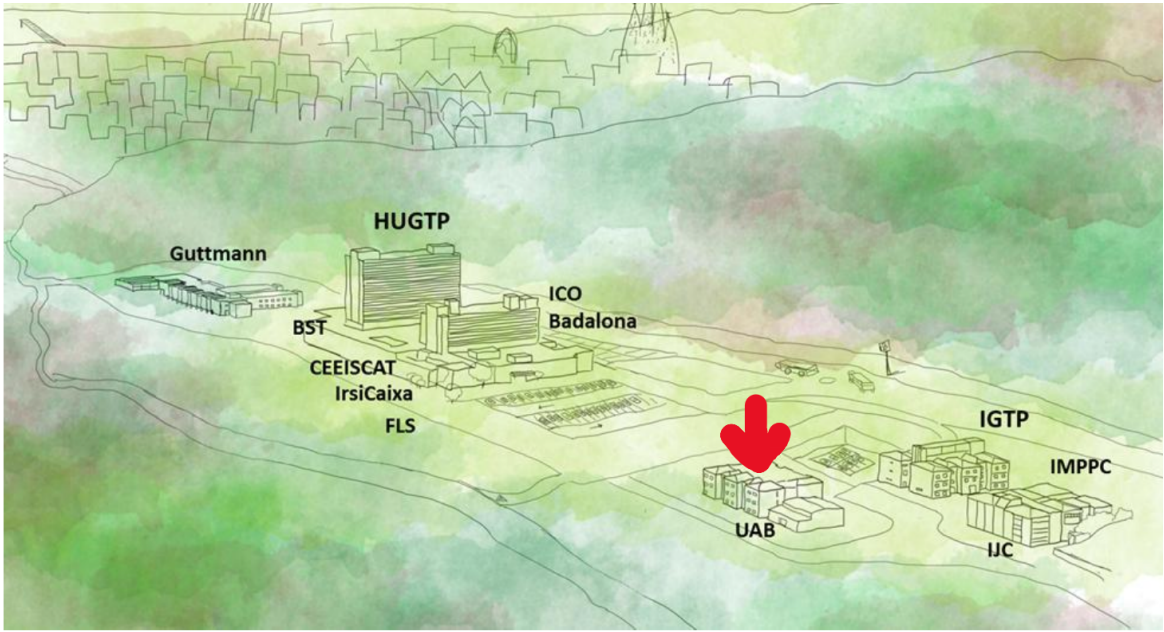 HUGTP
Guttmann
ICO
Badalona
BST
CEEISCAT
IrsiCaixa
FLS
IGTP
IMPPC
UAB
IJC